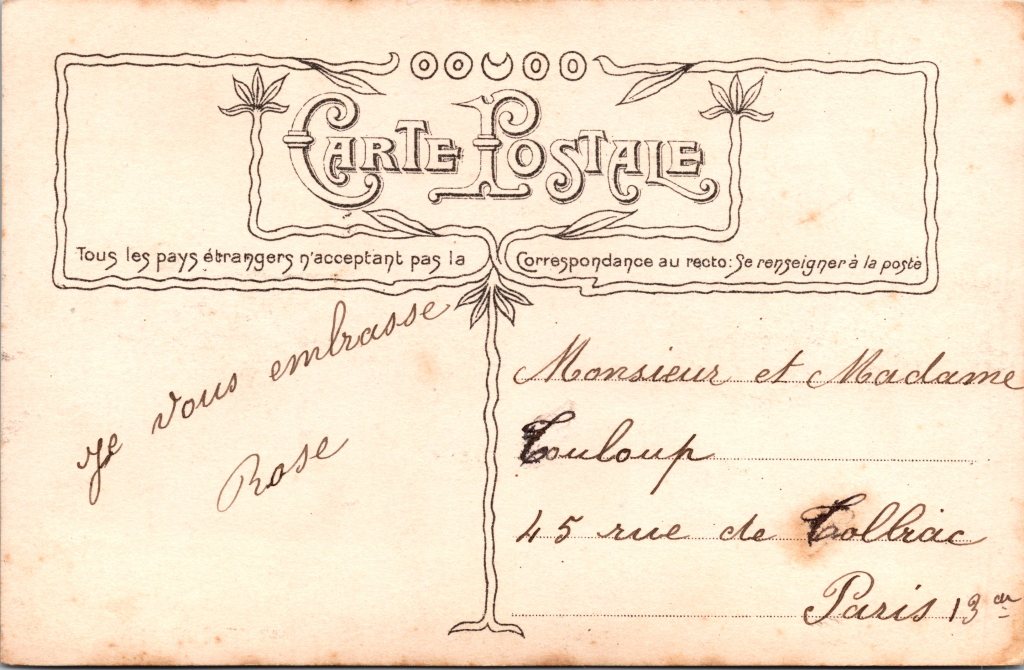 CARTE POSTALE
Tous les pays étrangers n'acceptant pas la Correspondance au recto: Se renseigner à la poste
Je vous embrasse
Rose
Monsieur et Madame
Touloup
45 rue de Tolbiac
Paris 13